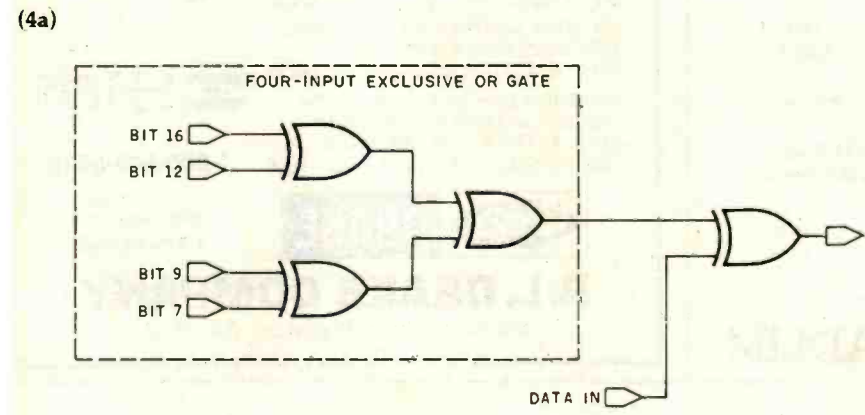 (4a)
FOUR-INPUT EXCLUSIVE OR GATE
BIT 16
BIT 12
BIT 9
BIT 7
DATA IN